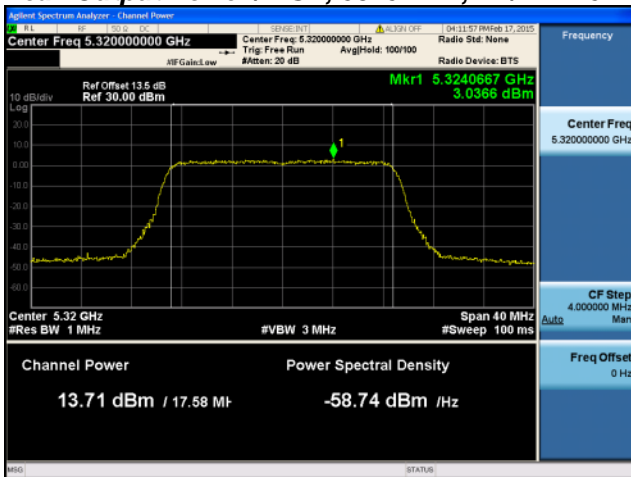 Agilent Spectrum Analyzer - Channel Power
RL RF 50 Ω DC SENSE:INT ALIGN OFF 04:11:57 PM Feb 17, 2015
Center Freq 5.320000000 GHz
Center Freq: 5.320000000 GHz
Radio Std: None
Trig: Free Run Avg|Hold: 100/100
#IFGain:Low #Atten: 20 dB Radio Device: BTS
Frequency
Ref Offset 13.5 dB
10 dB/div Ref 30.00 dBm
Log
Mkr1 5.3240667 GHz
3.0366 dBm
20.0
10.0
0.00
-10.0
-20.0
-30.0
-40.0
-50.0
-60.0
1
Center 5.32 GHz Span 40 MHz
#Res BW 1 MHz #VBW 3 MHz #Sweep 100 ms
Channel Power Power Spectral Density
13.71 dBm / 17.58 MH -58.74 dBm /Hz
Center Freq
5.320000000 GHz
CF Step
4.000000 MHz
Auto Man
Freq Offset
0 Hz
MSG STATUS